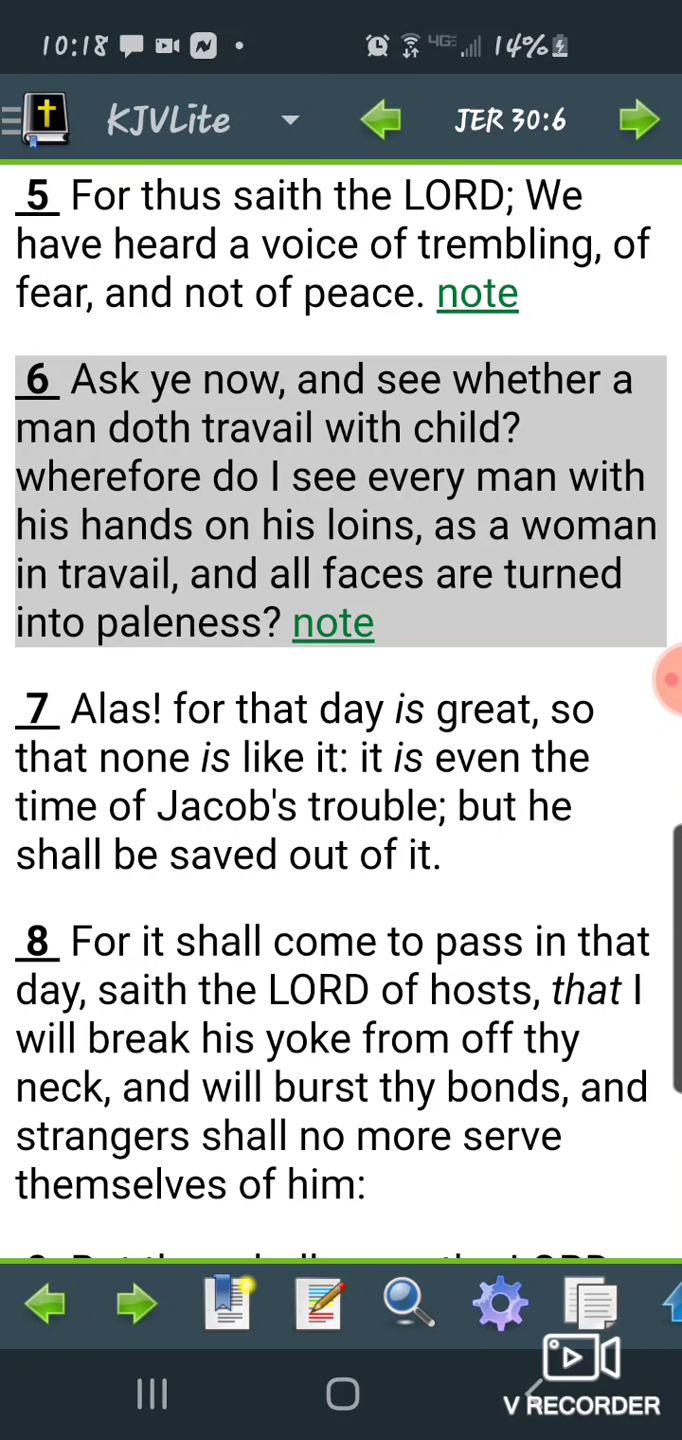 10:18 4GE 14%
KJVLite JER 30:6
5 For thus saith the LORD; We
have heard a voice of trembling, of
fear, and not of peace. note
6 Ask ye now, and see whether a
man doth travail with child?
wherefore do I see every man with
his hands on his loins, as a woman
in travail, and all faces are turned
into paleness? note
7 Alas! for that day is great, so
that none is like it: it is even the
time of Jacob's trouble; but he
shall be saved out of it.
8 For it shall come to pass in that
day, saith the LORD of hosts, that I
will break his yoke from off thy
neck, and will burst thy bonds, and
strangers shall no more serve
themselves of him:
V RECORDER